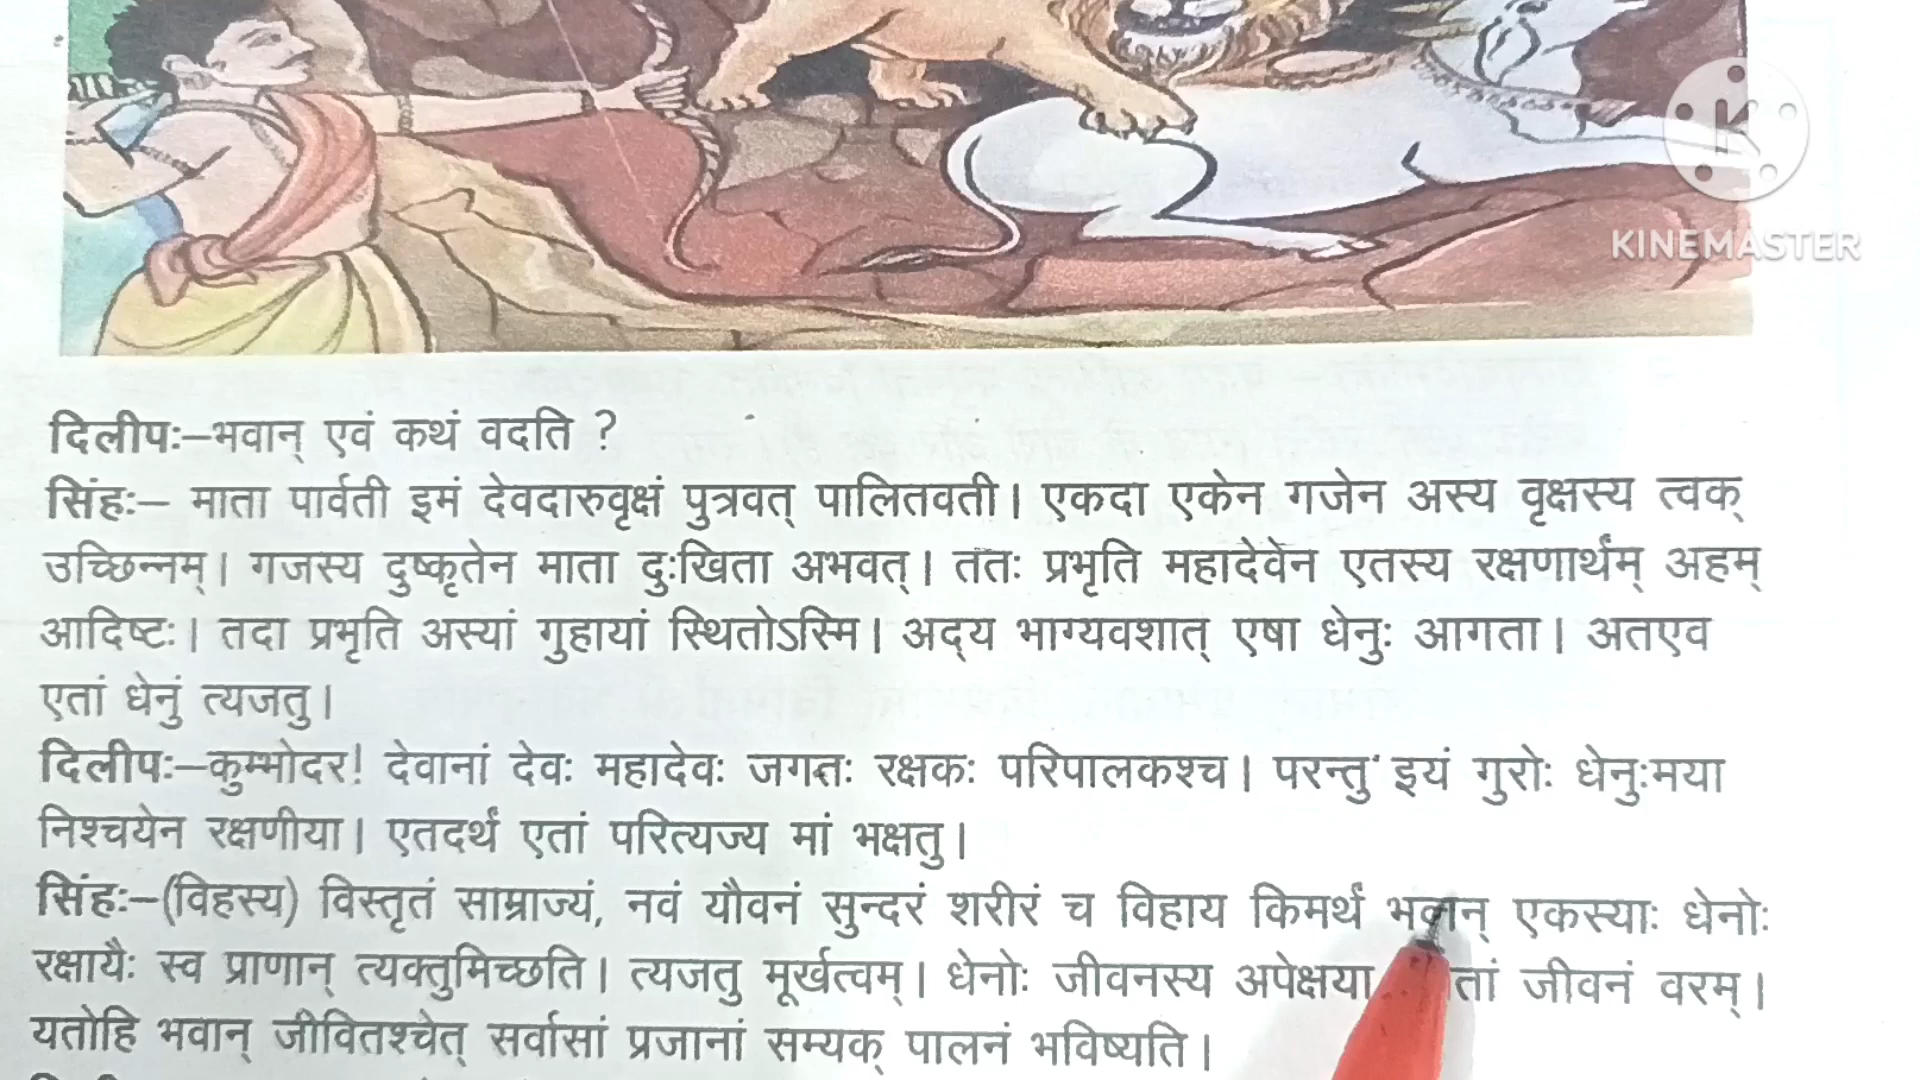 KINEMASTER
दिलीपः–भवान् एवं कथं वदति ?
सिंहः– माता पार्वती इमं देवदारुवृक्षं पुत्रवत् पालितवती। एकदा एकेन गजेन अस्य वृक्षस्य त्वक्
उच्छिन्नम्। गजस्य दुष्कृतेन माता दुःखिता अभवत्। ततः प्रभृति महादेवेन एतस्य रक्षणार्थंम् अहम्
आदिष्टः। तदा प्रभृति अस्यां गुहायां स्थितोऽस्मि। अद्य भाग्यवशात् एषा धेनुः आगता। अतएव
एतां धेनुं त्यजतु।
दिलीपः–कुम्भोदर! देवानां देवः महादेवः जगतः रक्षकः परिपालकश्च। परन्तु इयं गुरोः धेनुःमया
निश्चयेन रक्षणीया। एतदर्थं एतां परित्यज्य मां भक्षतु।
सिंहः–(विहस्य) विस्तृतं साम्राज्यं, नवं यौवनं सुन्दरं शरीरं च विहाय किमर्थं भवान् एकस्याः धेनोः
रक्षायैः स्व प्राणान् त्यक्तुमिच्छति। त्यजतु मूर्खत्वम्। धेनोः जीवनस्य अपेक्षया जीवनं वरम्।
यतोहि भवान् जीवितश्चेत् सर्वासां प्रजानां सम्यक् पालनं भविष्यति।